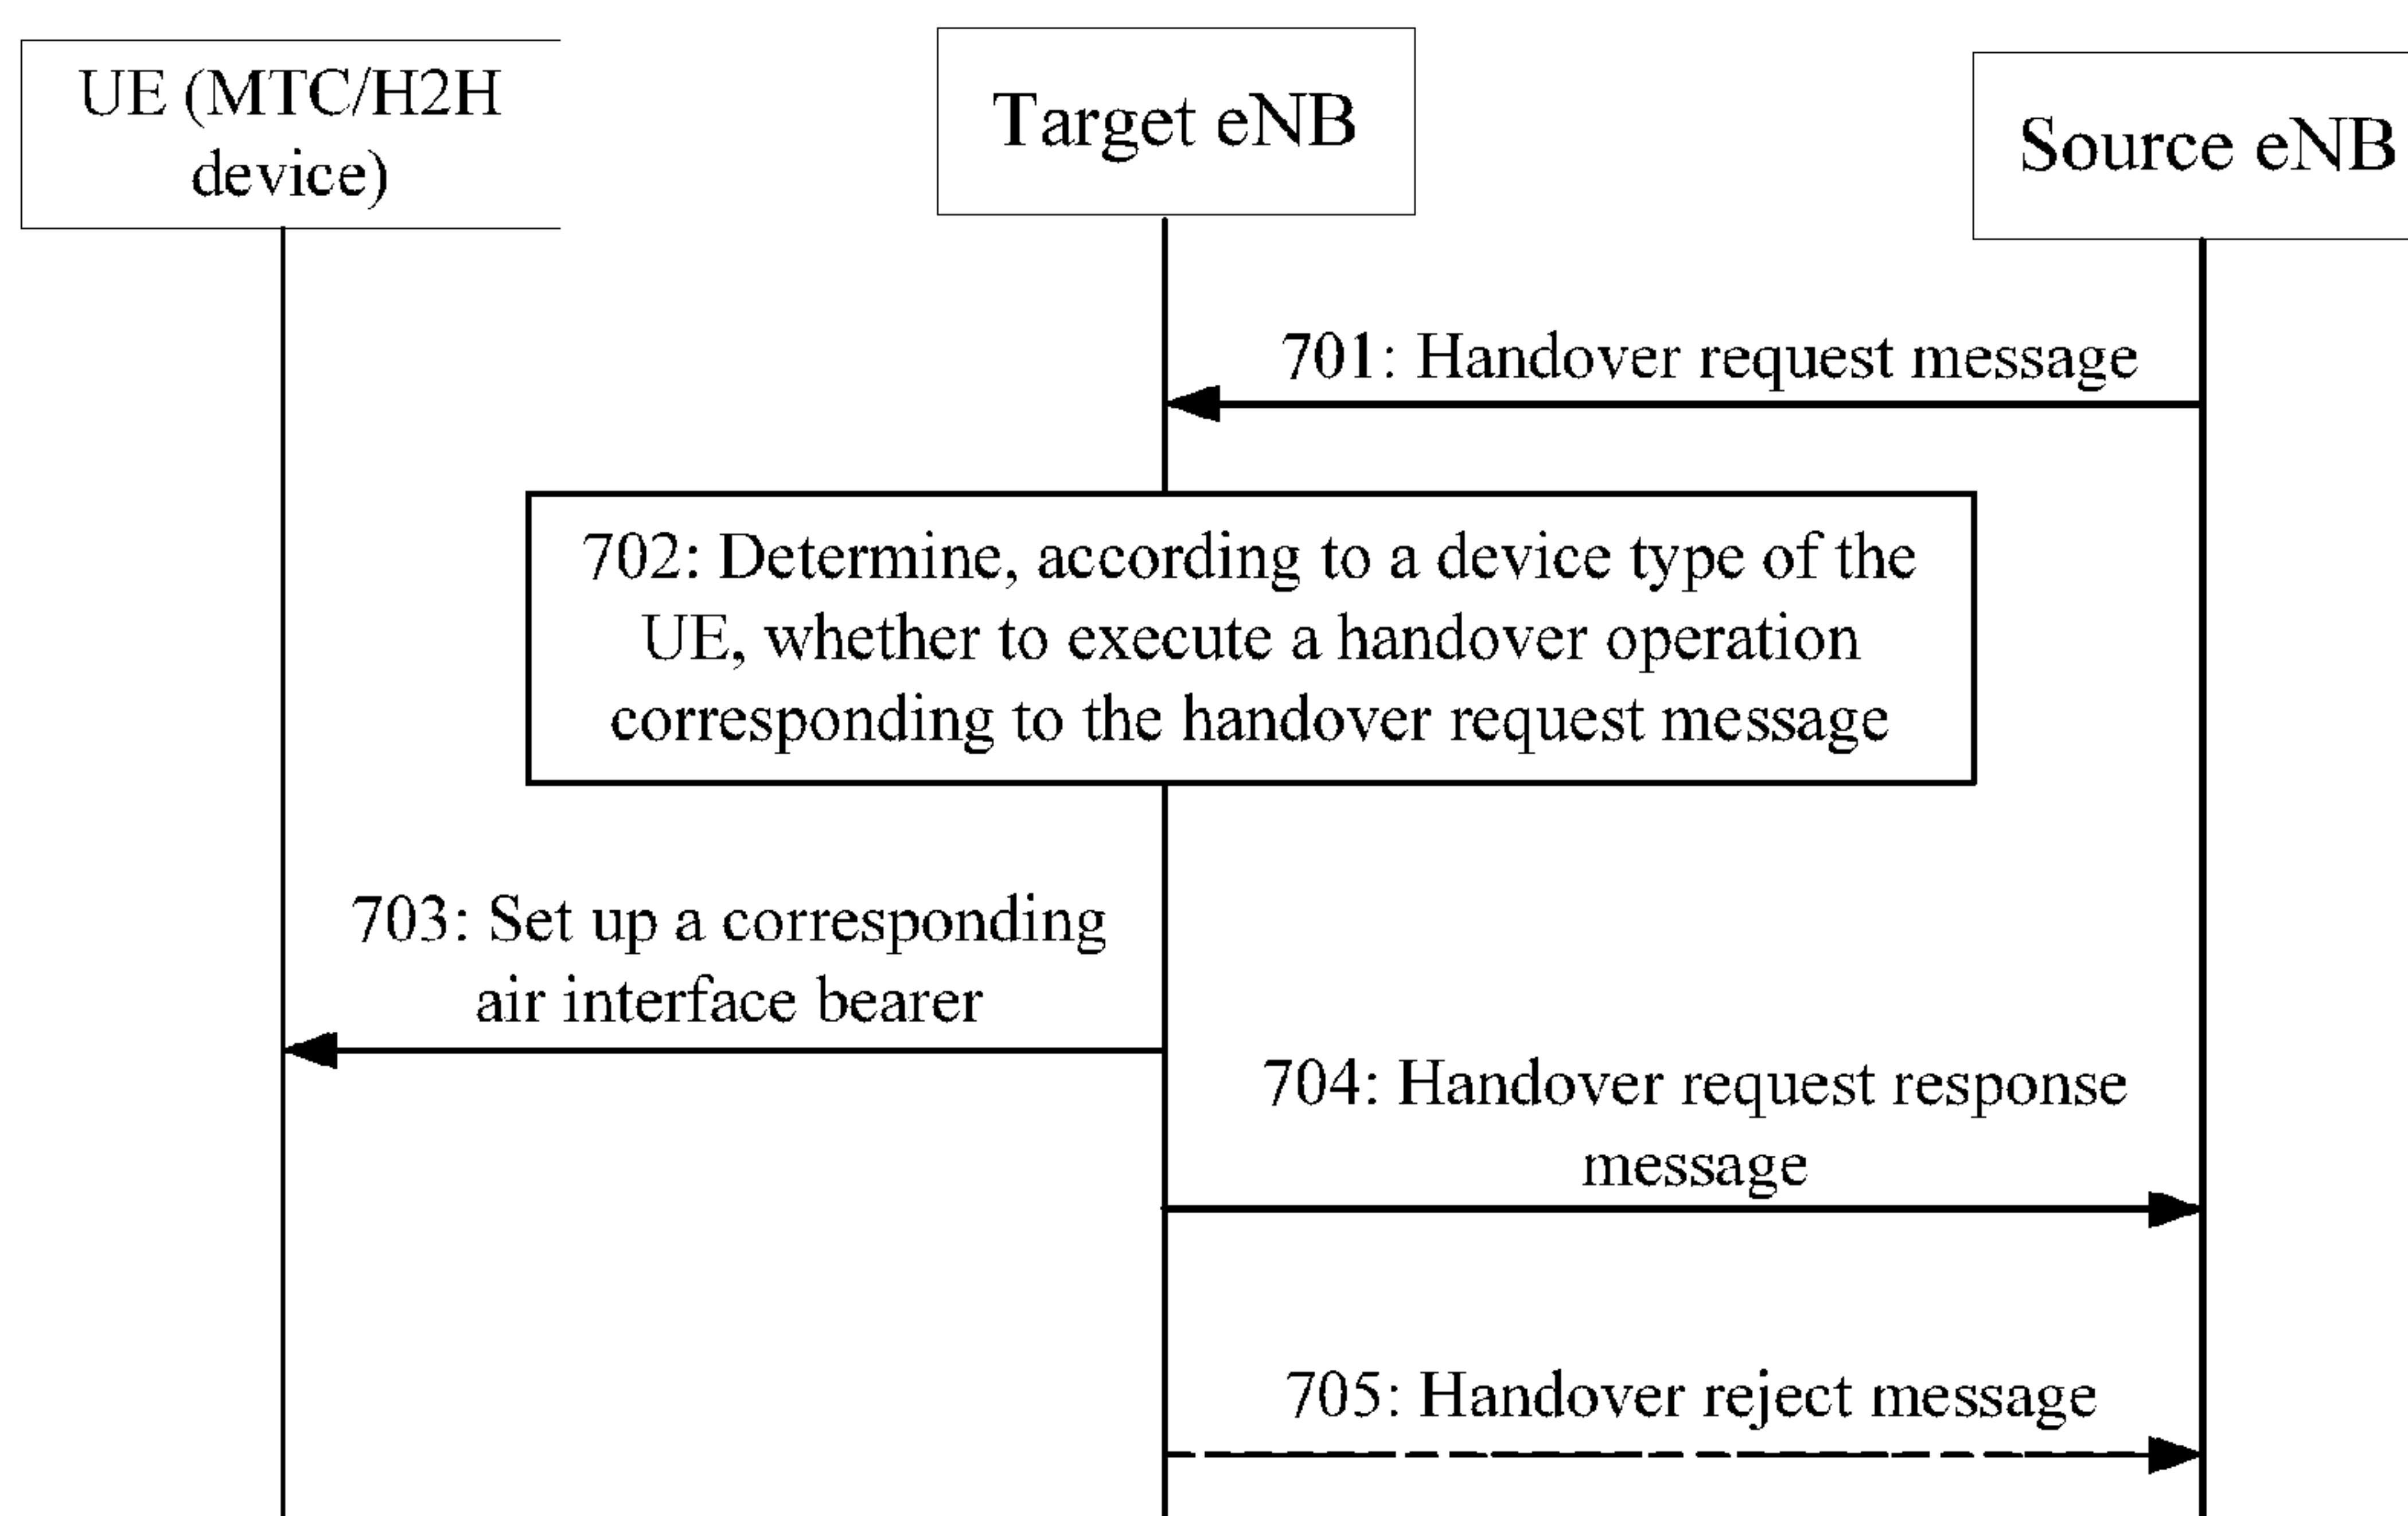 UE (MTC/H2H
device)
Target eNB
Source eNB
701: Handover request message
702: Determine, according to a device type of the
UE, whether to execute a handover operation
corresponding to the handover request message
703: Set up a corresponding
air interface bearer
704: Handover request response
message
705: Handover reject message